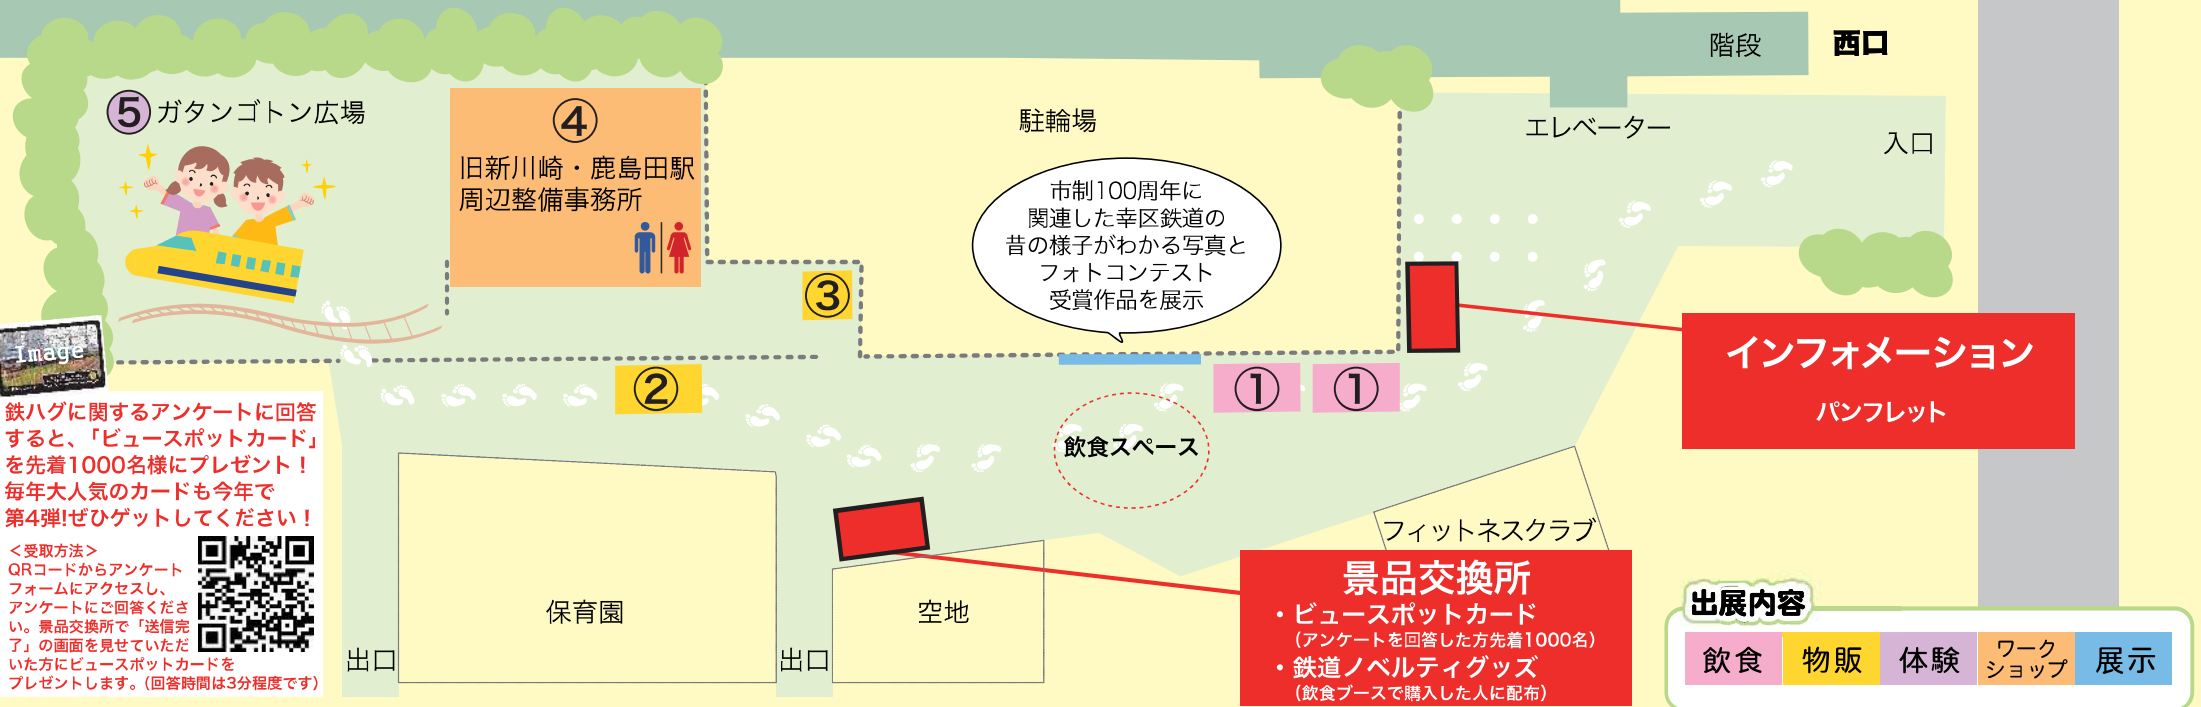 階段
西口
⑤ガタンゴトン広場
④
旧新川崎・鹿島田駅
周辺整備事務所
駐輪場
エレベーター
入口
市制100周年に
関連した幸区鉄道の
昔の様子がわかる写真と
フォトコンテスト
受賞作品を展示
③
②
①
①
インフォメーション
パンフレット
飲食スペース
Image
鉄ハグに関するアンケートに回答
すると、「ビュースポットカード」
を先着1000名様にプレゼント！
毎年大人気のカードも今年で
第4弾!ぜひゲットしてください！
＜受取方法＞
QRコードからアンケート
フォームにアクセスし、
アンケートにご回答くださ
い。景品交換所で「送信完
了」の画面を見せていただ
いた方にビュースポットカードを
プレゼントします。（回答時間は3分程度です）
保育園
空地
出口
出口
フィットネスクラブ
景品交換所
・ビュースポットカード
（アンケートを回答した方先着1000名）
・鉄道ノベルティグッズ
（飲食ブースで購入した人に配布）
出展内容
飲食
物販
体験
ワーク
ショップ
展示